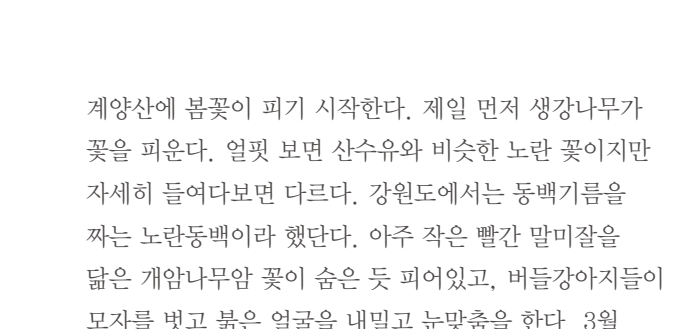 계양산에 봄꽃이 피기 시작한다. 제일 먼저 생강나무가
꽃을 피운다. 얼핏 보면 산수유와 비슷한 노란 꽃이지만
자세히 들여다보면 다르다. 강원도에서는 동백기름을
짜는 노란동백이라 했단다. 아주 작은 빨간 말미잘을
닮은 개암나무암 꽃이 숨은 듯 피어있고, 버들강아지들이
모자를 벗고 붉은 얼굴을 내밀고 눈맞춤을 한다. 3월